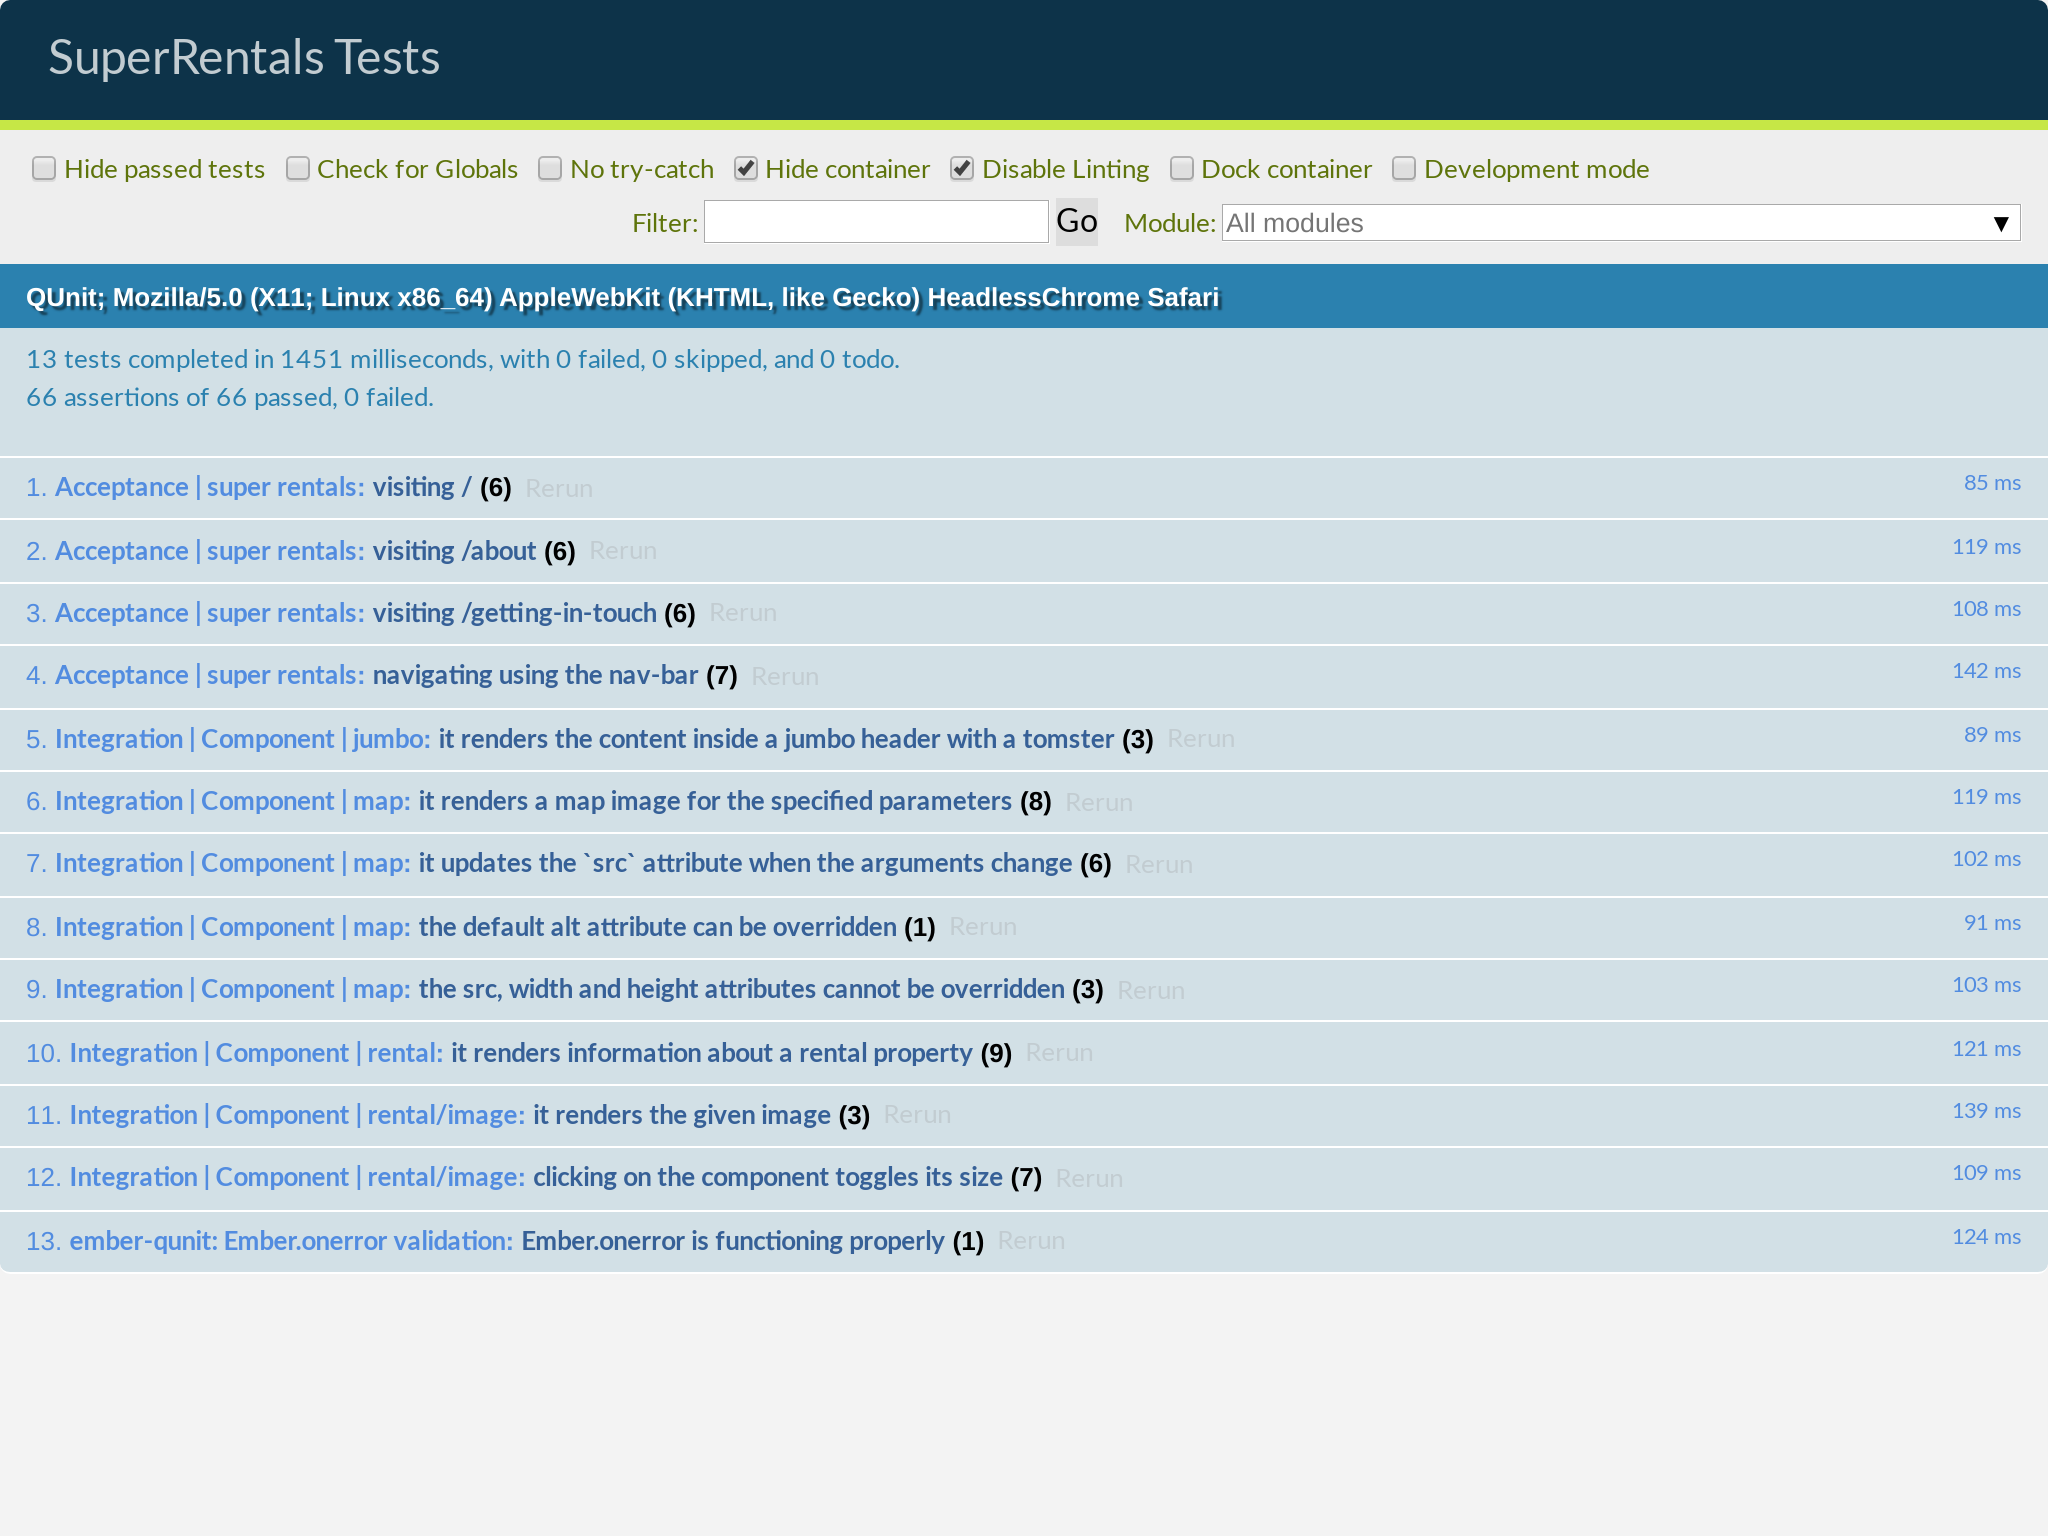 SuperRentals Tests
Hide passed tests Check for Globals No try-catch Hide container Disable Linting Dock container Development mode
Filter: Go Module: All modules ▼
QUnit; Mozilla/5.0 (X11; Linux x86_64) AppleWebKit (KHTML, like Gecko) HeadlessChrome Safari
13 tests completed in 1451 milliseconds, with 0 failed, 0 skipped, and 0 todo.
66 assertions of 66 passed, 0 failed.
1. Acceptance | super rentals: visiting / (6) Rerun 85 ms
2. Acceptance | super rentals: visiting /about (6) Rerun 119 ms
3. Acceptance | super rentals: visiting /getting-in-touch (6) Rerun 108 ms
4. Acceptance | super rentals: navigating using the nav-bar (7) Rerun 142 ms
5. Integration | Component | jumbo: it renders the content inside a jumbo header with a tomster (3) Rerun 89 ms
6. Integration | Component | map: it renders a map image for the specified parameters (8) Rerun 119 ms
7. Integration | Component | map: it updates the `src` attribute when the arguments change (6) Rerun 102 ms
8. Integration | Component | map: the default alt attribute can be overridden (1) Rerun 91 ms
9. Integration | Component | map: the src, width and height attributes cannot be overridden (3) Rerun 103 ms
10. Integration | Component | rental: it renders information about a rental property (9) Rerun 121 ms
11. Integration | Component | rental/image: it renders the given image (3) Rerun 139 ms
12. Integration | Component | rental/image: clicking on the component toggles its size (7) Rerun 109 ms
13. ember-qunit: Ember.onerror validation: Ember.onerror is functioning properly (1) Rerun 124 ms